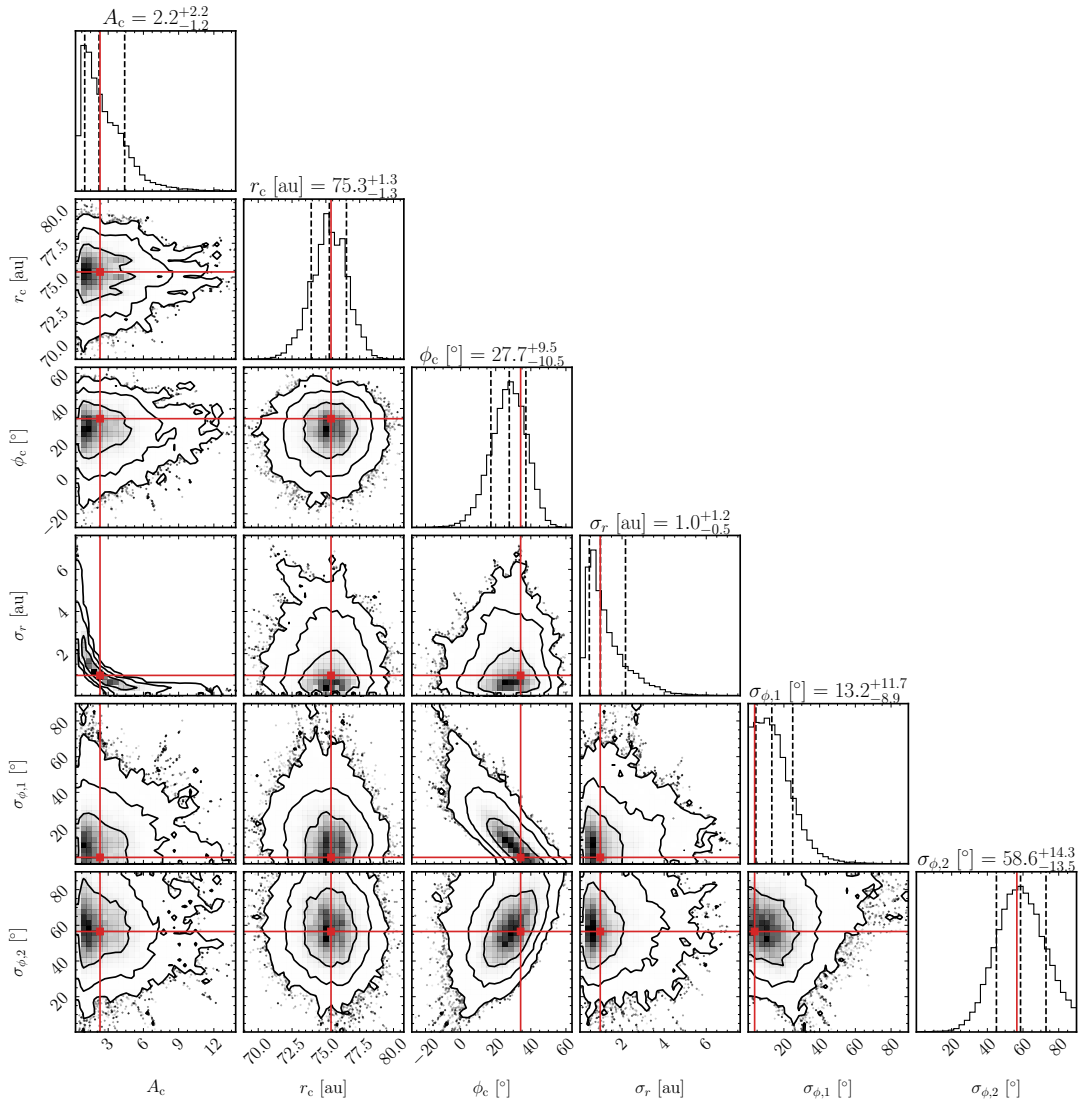 A_c = 2.2^{+2.2}_{-1.2}
r_c [au] = 75.3^{+1.3}_{-1.3}
80.0
77.5
75.0
72.5
70.0
r_c [au]
ϕ_c [°] = 27.7^{+9.5}_{-10.5}
60
40
20
0
−20
ϕ_c [°]
σ_r [au] = 1.0^{+1.2}_{-0.5}
6
4
2
σ_r [au]
σ_{ϕ,1} [°] = 13.2^{+11.7}_{-8.9}
80
60
40
20
σ_{ϕ,1} [°]
σ_{ϕ,2} [°] = 58.6^{+14.3}_{-13.5}
80
60
40
20
σ_{ϕ,2} [°]
3 6 9 12 70.0 72.5 75.0 77.5 80.0 −20 0 20 40 60 2 4 6 20 40 60 80 20 40 60 80
A_c r_c [au] ϕ_c [°] σ_r [au] σ_{ϕ,1} [°] σ_{ϕ,2} [°]